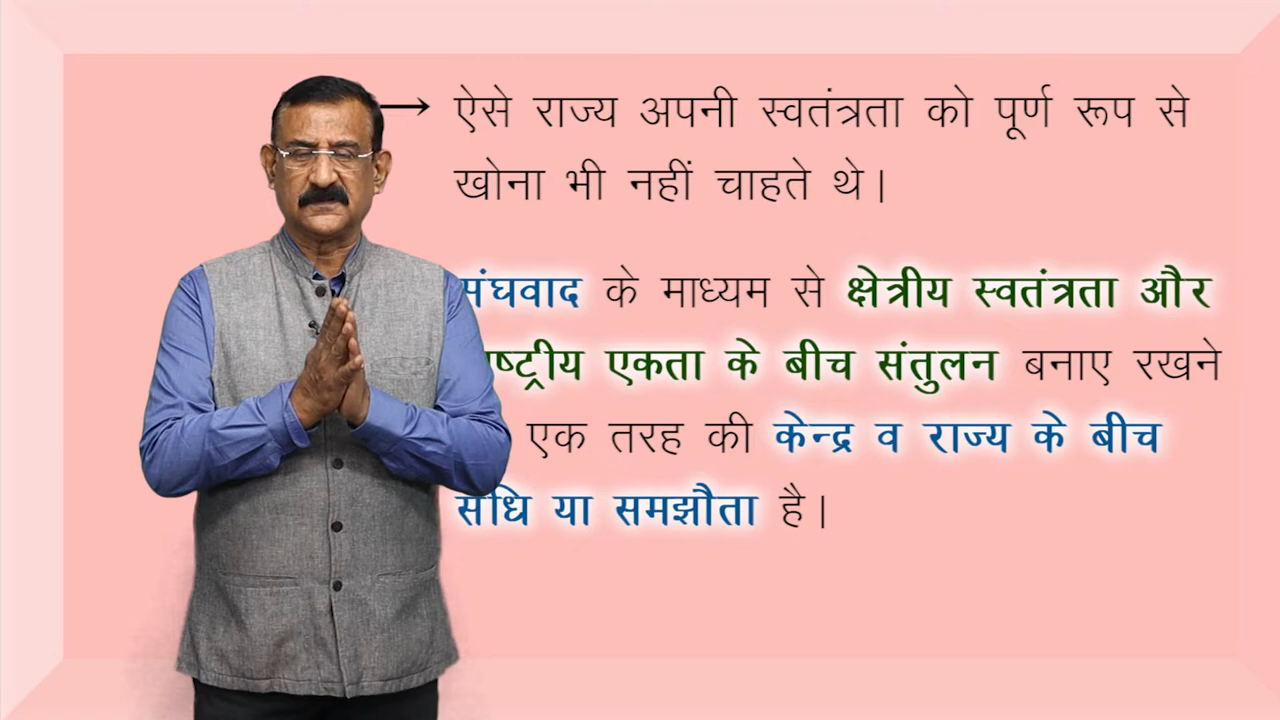 → ऐसे राज्य अपनी स्वतंत्रता को पूर्ण रूप से
खोना भी नहीं चाहते थे।
संघवाद के माध्यम से क्षेत्रीय स्वतंत्रता और
एकता के बीच संतुलन बनाए रखने
एक तरह की केन्द्र व राज्य के बीच
संधि या समझौता है।